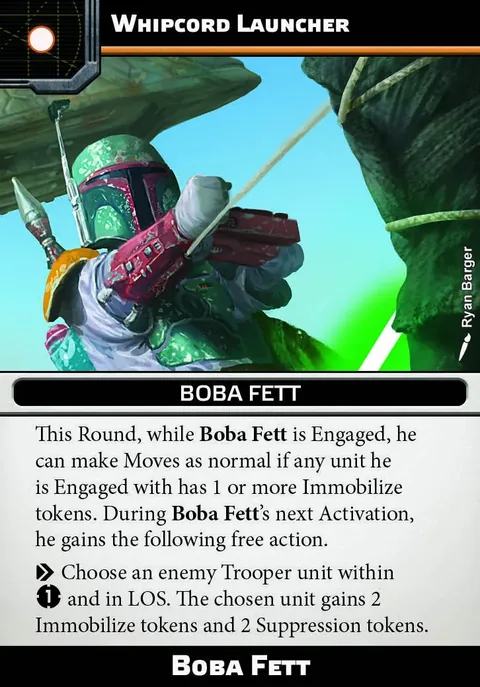 Whipcord Launcher
Ryan Barger
BOBA FETT
This Round, while Boba Fett is Engaged, he
can make Moves as normal if any unit he
is Engaged with has 1 or more Immobilize
tokens. During Boba Fett's next Activation,
he gains the following free action.
Choose an enemy Trooper unit within
1 and in LOS. The chosen unit gains 2
Immobilize tokens and 2 Suppression tokens.
Boba Fett